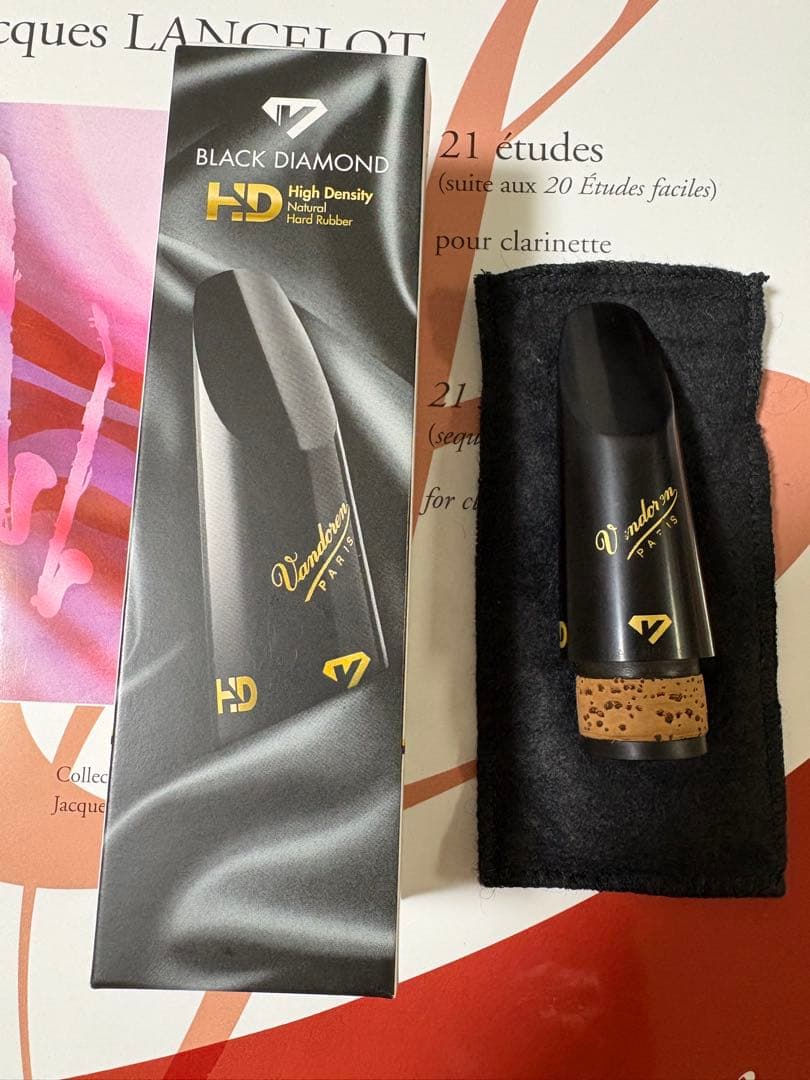 cques LANCELOT
BLACK DIAMOND
HD High Density
Natural
Hard Rubber
Vandoren
PARIS
HD
21 études
(suite aux 20 Études faciles)
pour clarinette
21
(sequ
for cl
Vandoren
PARIS
D
Collec
Jacque